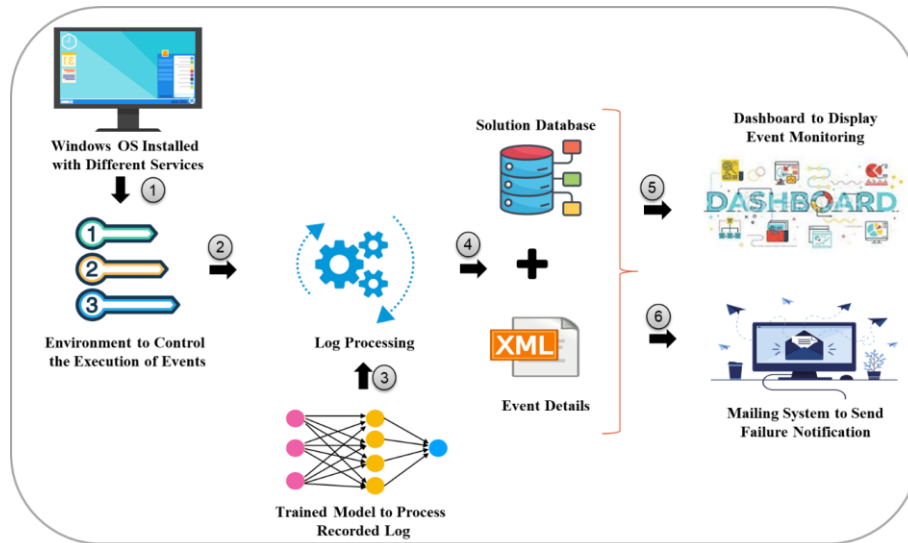 Windows OS Installed
with Different Services
1
1
2
3
Environment to Control
the Execution of Events
2
Log Processing
3
Trained Model to Process
Recorded Log
4
Solution Database
XML
Event Details
5
Dashboard to Display
Event Monitoring
DASHBOARD
6
Mailing System to Send
Failure Notification